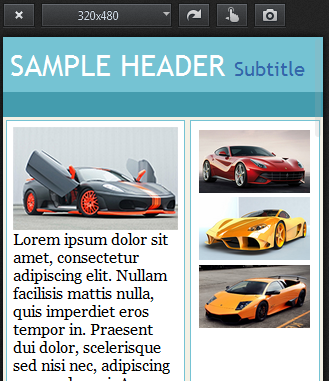 320x480
SAMPLE HEADER Subtitle
Lorem ipsum dolor sit
amet, consectetur
adipiscing elit. Nullam
facilisis mattis nulla,
quis imperdiet eros
tempor in. Praesent
dui dolor, scelerisque
sed nisi nec, adipiscing